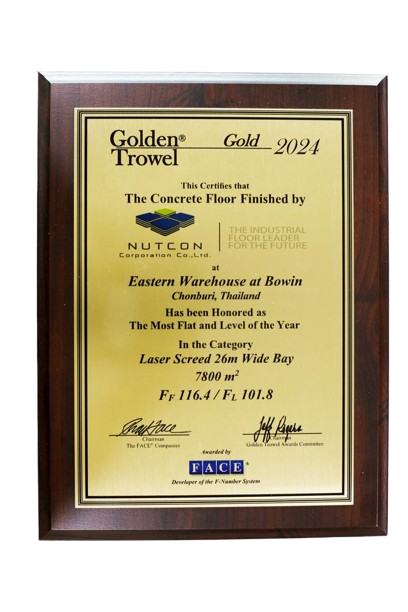 Golden® Trowel
Gold 2024
This Certifies that
The Concrete Floor Finished by
NUTCON
Corporation Co.,Ltd.
THE INDUSTRIAL
FLOOR LEADER
FOR THE FUTURE
at
Eastern Warehouse at Bowin
Chonburi, Thailand
Has been Honored as
The Most Flat and Level of the Year
In the Category
Laser Screed 26m Wide Bay
7800 m²
FF 116.4 / FL 101.8
Chairman
The FACE® Companies
Chairman
Golden Trowel Awards Committee
Awarded by
FACE®
Developer of the F-Number System